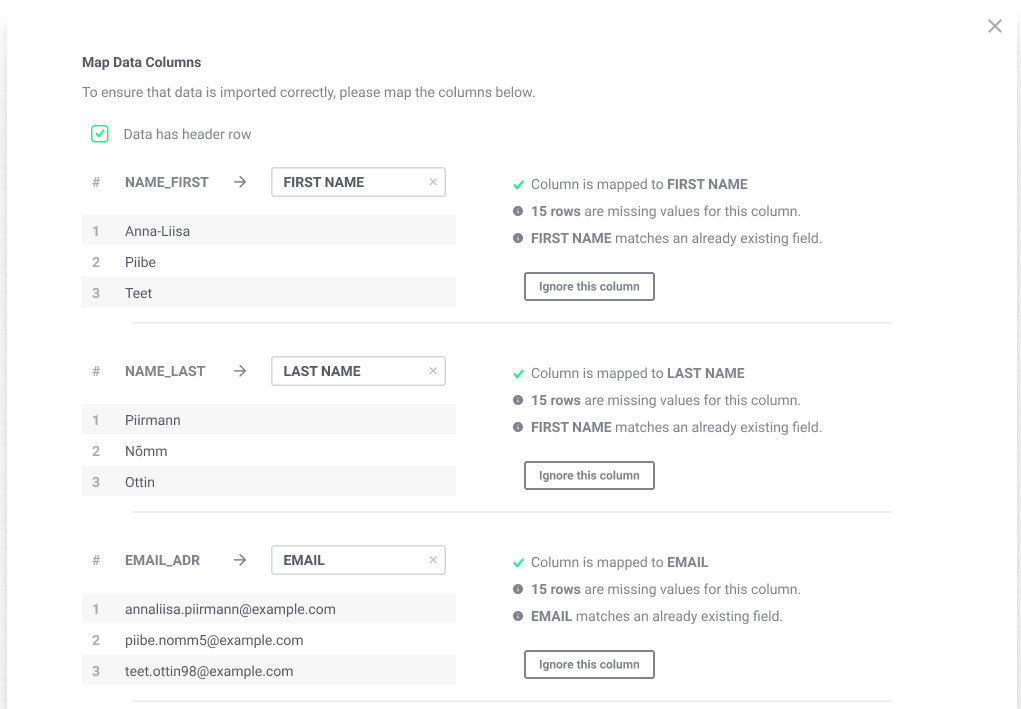 Map Data Columns
To ensure that data is imported correctly, please map the columns below.
Data has header row
# NAME_FIRST → FIRST NAME ×
1 Anna-Liisa
2 Piibe
3 Teet
Column is mapped to FIRST NAME
15 rows are missing values for this column.
FIRST NAME matches an already existing field.
Ignore this column
# NAME_LAST → LAST NAME ×
1 Piirmann
2 Nõmm
3 Ottin
Column is mapped to LAST NAME
15 rows are missing values for this column.
FIRST NAME matches an already existing field.
Ignore this column
# EMAIL_ADR → EMAIL ×
1 annaliisa.piirmann@example.com
2 piibe.nomm5@example.com
3 teet.ottin98@example.com
Column is mapped to EMAIL
15 rows are missing values for this column.
EMAIL matches an already existing field.
Ignore this column